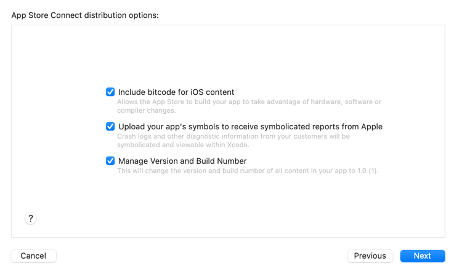 App Store Connect distribution options:
Include bitcode for iOS content
Allows the App Store to build your app to take advantage of hardware, software or
compiler changes.
Upload your app's symbols to receive symbolicated reports from Apple
Crash logs and other diagnostic information from your customers will be
symbolicated and viewable within Xcode.
Manage Version and Build Number
This will change the version and build number of all content in your app to 1.0 (1).
?
Cancel
Previous
Next